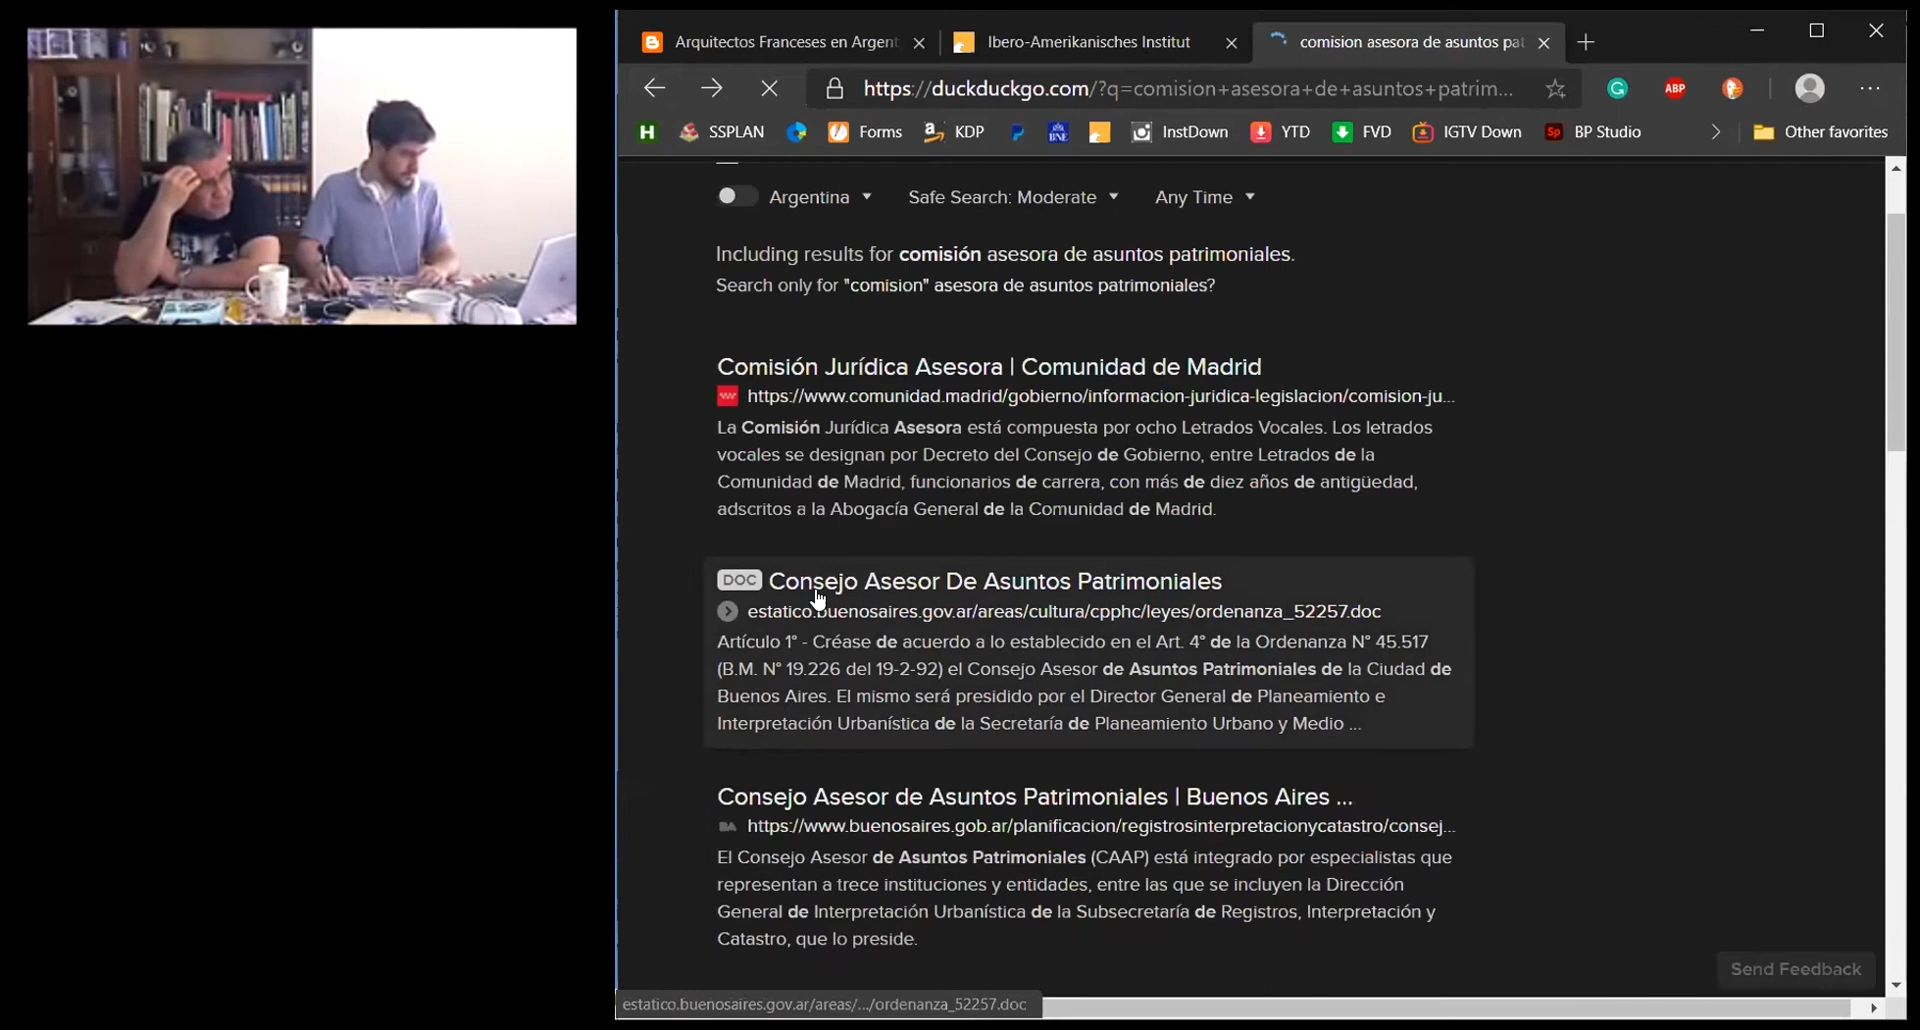 Arquitectos Franceses en Argent
Ibero-Amerikanisches Institut
comision asesora de asuntos pat
https://duckduckgo.com/?q=comision+asesora+de+asuntos+patrim...
G
ABP
H
SSPLAN
Forms
KDP
BNE
InstDown
YTD
FVD
IGTV Down
Sp
BP Studio
Other favorites
Argentina
Safe Search: Moderate
Any Time
Including results for comisión asesora de asuntos patrimoniales.
Search only for "comision" asesora de asuntos patrimoniales?
Comisión Jurídica Asesora | Comunidad de Madrid
https://www.comunidad.madrid/gobierno/informacion-juridica-legislacion/comision-ju...
La Comisión Jurídica Asesora está compuesta por ocho Letrados Vocales. Los letrados
vocales se designan por Decreto del Consejo de Gobierno, entre Letrados de la
Comunidad de Madrid, funcionarios de carrera, con más de diez años de antigüedad,
adscritos a la Abogacía General de la Comunidad de Madrid.
DOC Consejo Asesor De Asuntos Patrimoniales
estatico.buenosaires.gov.ar/areas/cultura/cpphc/leyes/ordenanza_52257.doc
Artículo 1° - Créase de acuerdo a lo establecido en el Art. 4° de la Ordenanza N° 45.517
(B.M. N° 19.226 del 19-2-92) el Consejo Asesor de Asuntos Patrimoniales de la Ciudad de
Buenos Aires. El mismo será presidido por el Director General de Planeamiento e
Interpretación Urbanística de la Secretaría de Planeamiento Urbano y Medio ...
Consejo Asesor de Asuntos Patrimoniales | Buenos Aires ...
BA https://www.buenosaires.gob.ar/planificacion/registrosinterpretacionycatastro/consej...
El Consejo Asesor de Asuntos Patrimoniales (CAAP) está integrado por especialistas que
representan a trece instituciones y entidades, entre las que se incluyen la Dirección
General de Interpretación Urbanística de la Subsecretaría de Registros, Interpretación y
Catastro, que lo preside.
Send Feedback
estatico.buenosaires.gov.ar/areas/.../ordenanza_52257.doc